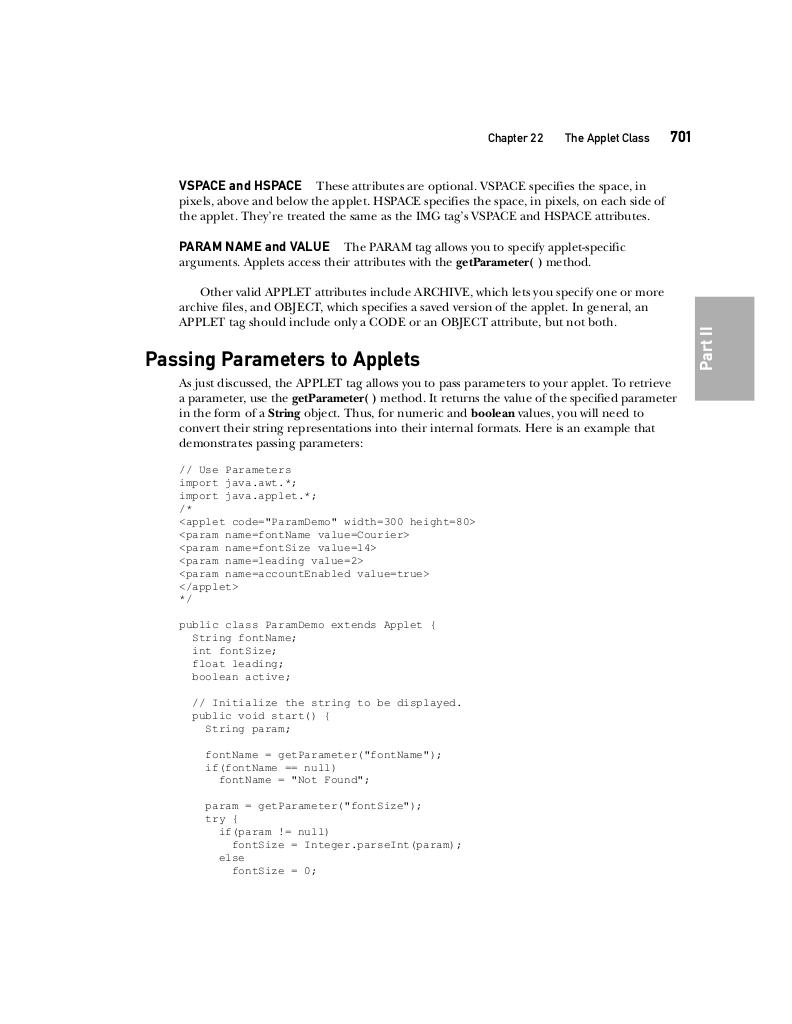 Chapter 22 The Applet Class 701
VSPACE and HSPACE These attributes are optional. VSPACE specifies the space, in
pixels, above and below the applet. HSPACE specifies the space, in pixels, on each side of
the applet. They're treated the same as the IMG tag's VSPACE and HSPACE attributes.
PARAM NAME and VALUE The PARAM tag allows you to specify applet-specific
arguments. Applets access their attributes with the getParameter( ) method.
Other valid APPLET attributes include ARCHIVE, which lets you specify one or more
archive files, and OBJECT, which specifies a saved version of the applet. In general, an
APPLET tag should include only a CODE or an OBJECT attribute, but not both.
Part II
Passing Parameters to Applets
As just discussed, the APPLET tag allows you to pass parameters to your applet. To retrieve
a parameter, use the getParameter( ) method. It returns the value of the specified parameter
in the form of a String object. Thus, for numeric and boolean values, you will need to
convert their string representations into their internal formats. Here is an example that
demonstrates passing parameters:
// Use Parameters
import java.awt.*;
import java.applet.*;
/*
<applet code="ParamDemo" width=300 height=80>
<param name=fontName value=Courier>
<param name=fontSize value=14>
<param name=leading value=2>
<param name=accountEnabled value=true>
</applet>
*/
public class ParamDemo extends Applet {
String fontName;
int fontSize;
float leading;
boolean active;
// Initialize the string to be displayed.
public void start() {
String param;
fontName = getParameter("fontName");
if(fontName == null)
fontName = "Not Found";
param = getParameter("fontSize");
try {
if(param != null)
fontSize = Integer.parseInt(param);
else
fontSize = 0;